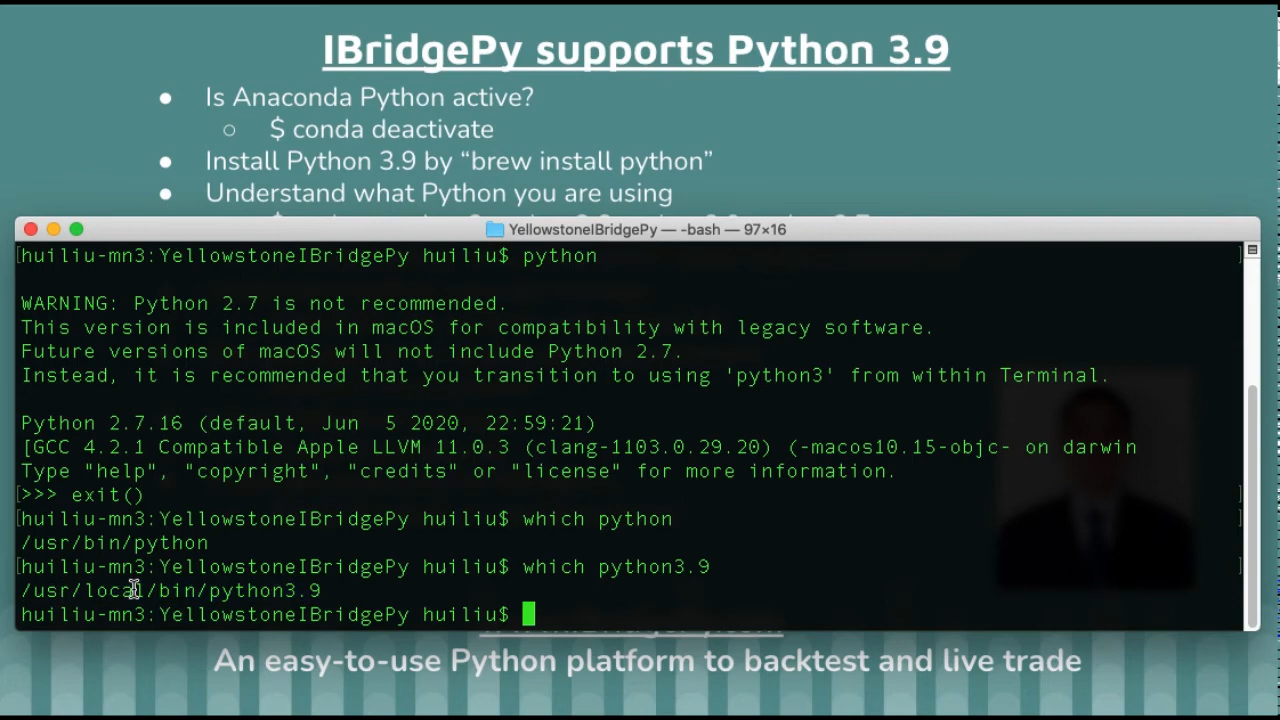 IBridgePy supports Python 3.9
● Is Anaconda Python active?
○ $ conda deactivate
● Install Python 3.9 by “brew install python”
● Understand what Python you are using
YellowstoneIBridgePy — -bash — 97×16
[huiliu-mn3:YellowstoneIBridgePy huiliu$ python ]
WARNING: Python 2.7 is not recommended.
This version is included in macOS for compatibility with legacy software.
Future versions of macOS will not include Python 2.7.
Instead, it is recommended that you transition to using 'python3' from within Terminal.
Python 2.7.16 (default, Jun  5 2020, 22:59:21)
[GCC 4.2.1 Compatible Apple LLVM 11.0.3 (clang-1103.0.29.20) (-macos10.15-objc- on darwin
Type "help", "copyright", "credits" or "license" for more information.
[>>> exit() ]
[huiliu-mn3:YellowstoneIBridgePy huiliu$ which python ]
/usr/bin/python
[huiliu-mn3:YellowstoneIBridgePy huiliu$ which python3.9 ]
/usr/local/bin/python3.9
huiliu-mn3:YellowstoneIBridgePy huiliu$
An easy-to-use Python platform to backtest and live trade